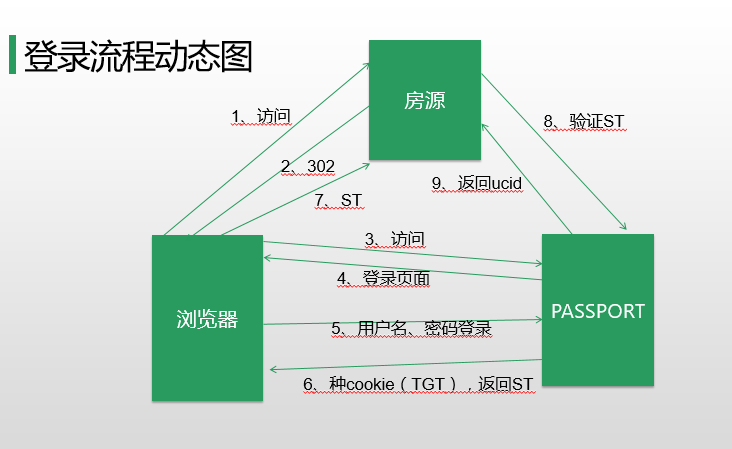 登录流程动态图
房源
1、访问
8、验证ST
2、302
9、返回ucid
7、ST
3、访问
4、登录页面
浏览器
PASSPORT
5、用户名、密码登录
6、种cookie（TGT），返回ST